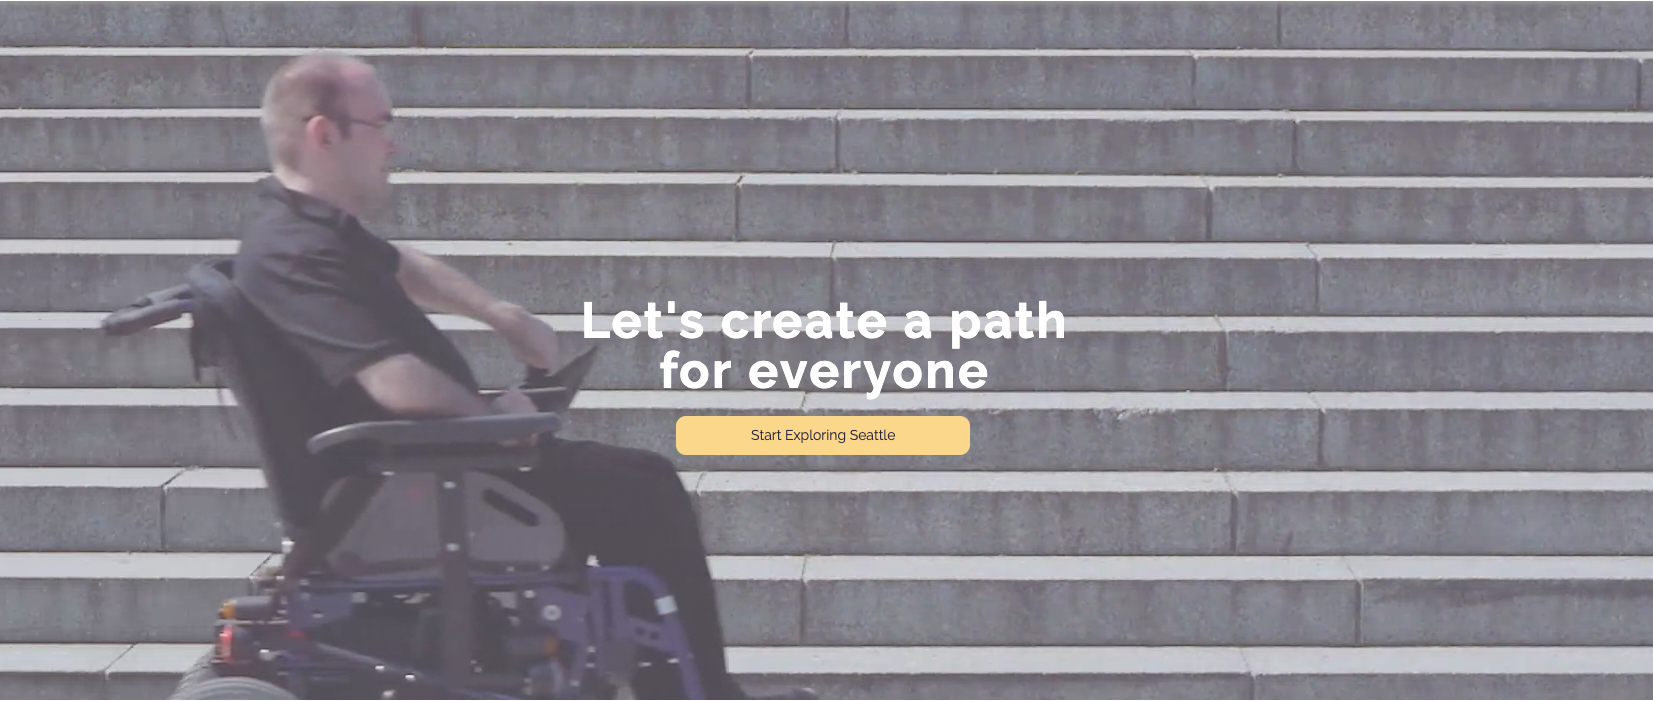 Let's create a path
for everyone
Start Exploring Seattle